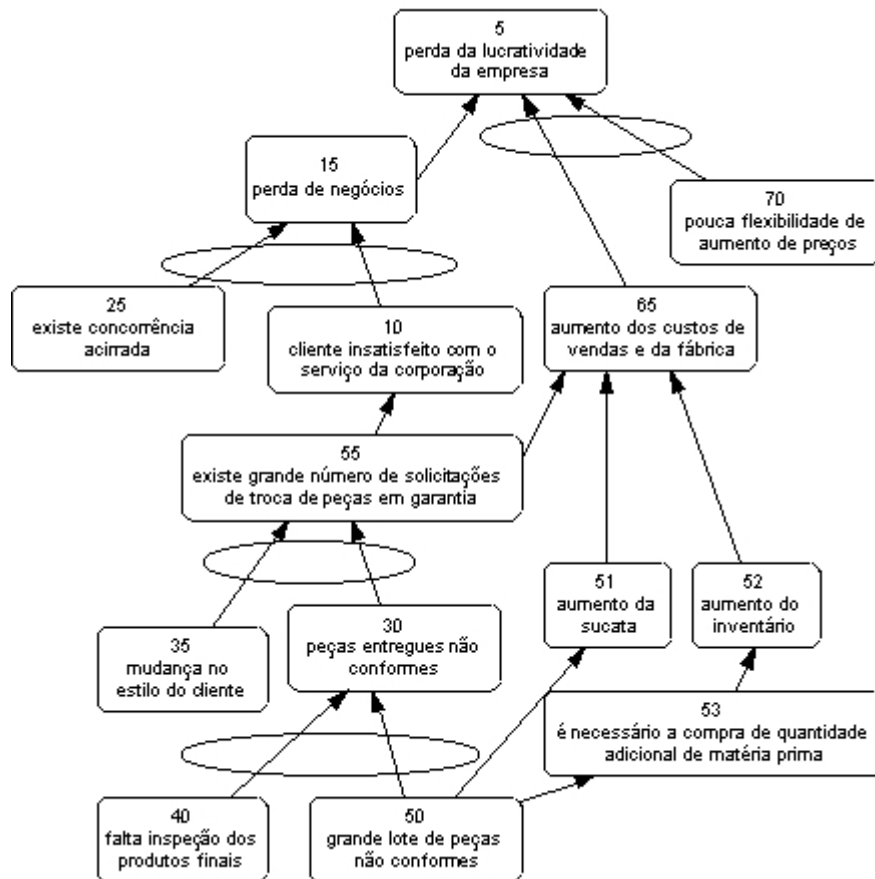 5
perda da lucratividade
da empresa
15
perda de negócios
70
pouca flexibilidade de
aumento de preços
25
existe concorrência
acirrada
10
cliente insatisfeito com o
serviço da corporação
65
aumento dos custos de
vendas e da fábrica
55
existe grande número de solicitações
de troca de peças em garantia
51
aumento da
sucata
52
aumento do
inventário
35
mudança no
estilo do cliente
30
peças entregues não
conformes
53
é necessário a compra de quantidade
adicional de matéria prima
40
falta inspeção dos
produtos finais
50
grande lote de peças
não conformes